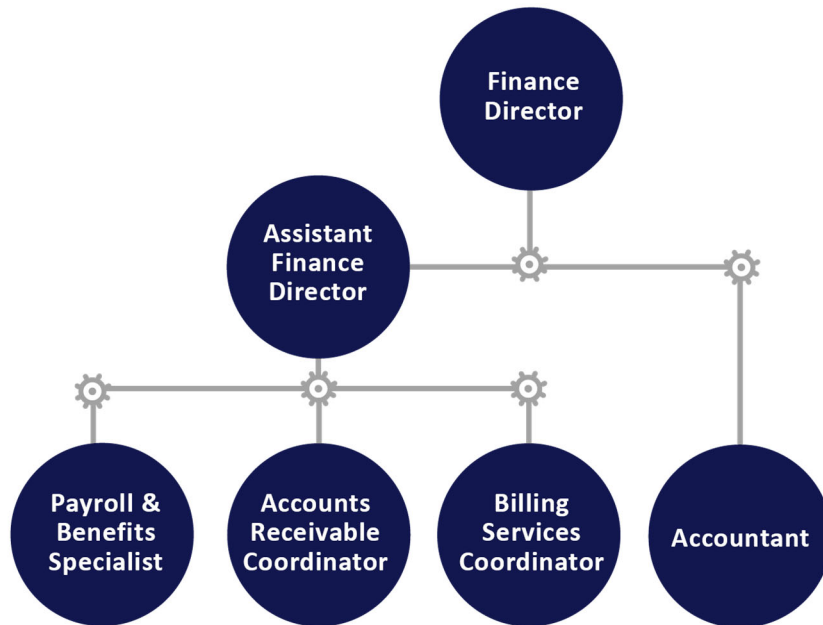 Finance
Director
Assistant
Finance
Director
Payroll &
Benefits
Specialist
Accounts
Receivable
Coordinator
Billing
Services
Coordinator
Accountant